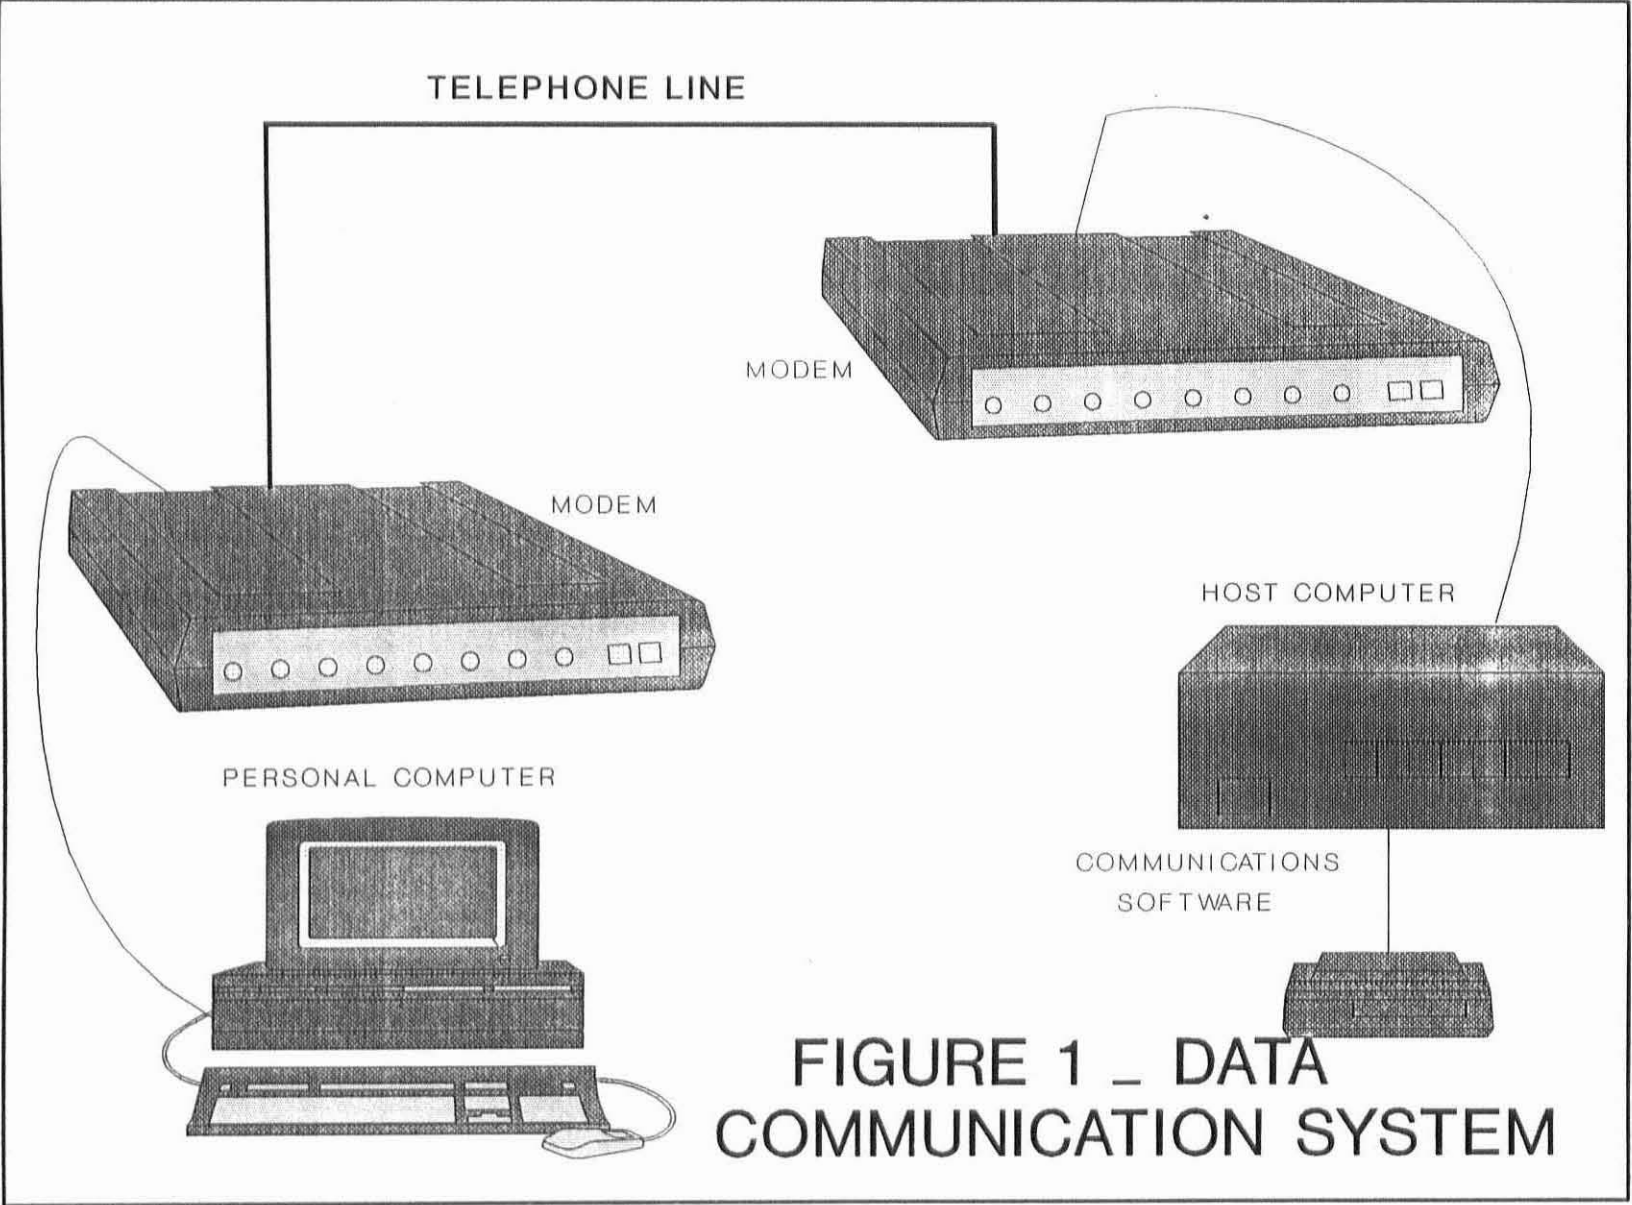 TELEPHONE LINE
MODEM
MODEM
HOST COMPUTER
PERSONAL COMPUTER
COMMUNICATIONS
SOFTWARE
FIGURE 1 _ DATA
COMMUNICATION SYSTEM